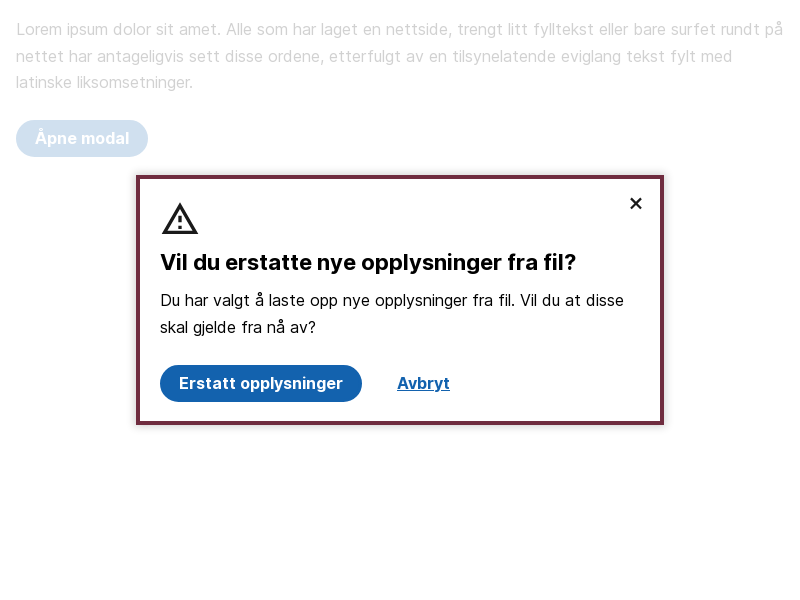 Lorem ipsum dolor sit amet. Alle som har laget en nettside, trengt litt fylltekst eller bare surfet rundt på
nettet har antageligvis sett disse ordene, etterfulgt av en tilsynelatende eviglang tekst fylt med
latinske liksomsetninger.
Åpne modal
Vil du erstatte nye opplysninger fra fil?
Du har valgt å laste opp nye opplysninger fra fil. Vil du at disse
skal gjelde fra nå av?
Erstatt opplysninger
Avbryt